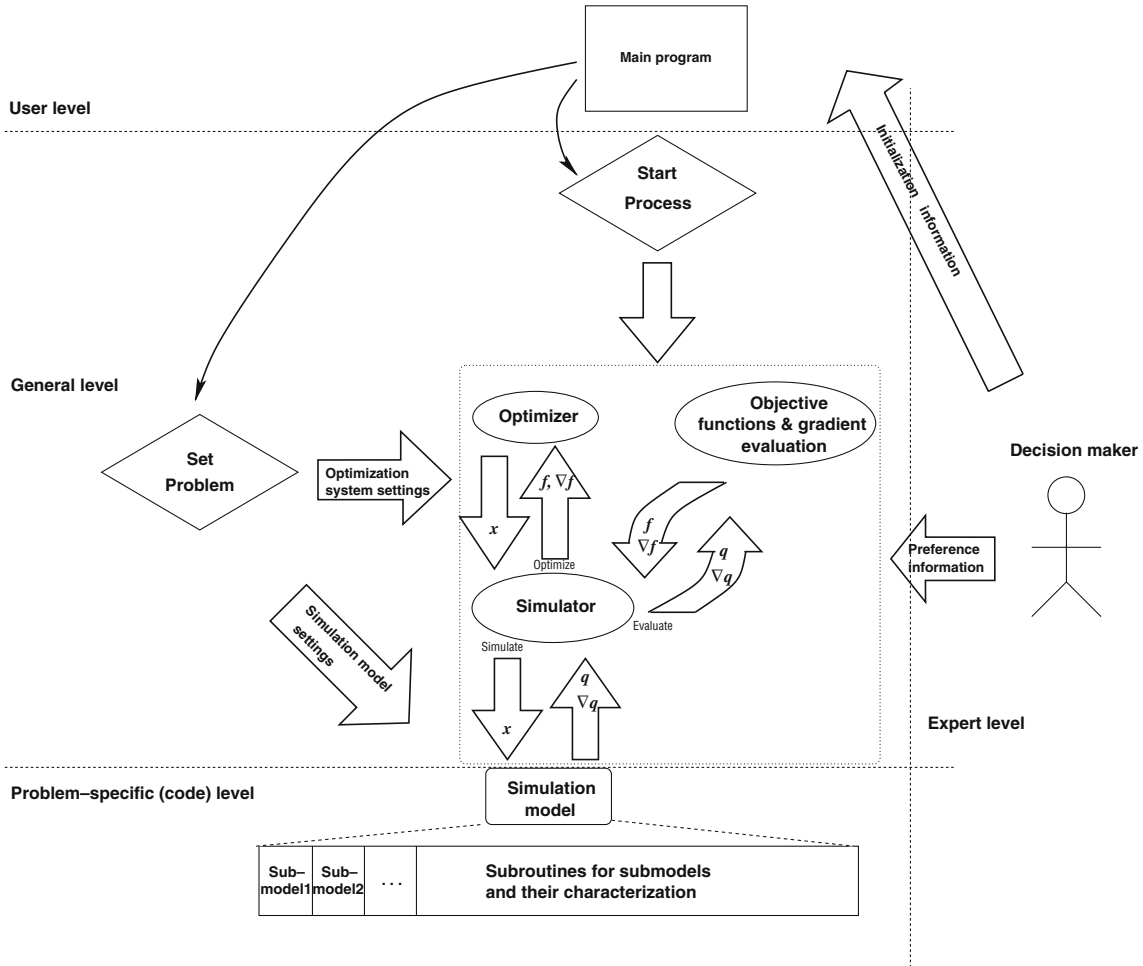 Main program
User level
Initialization information
Start
Process
General level
Optimizer
Objective
functions & gradient
evaluation
Decision maker
Set
Problem
Optimization
system settings
f, ∇f
x
f
∇f
q
∇q
Preference
information
Optimize
Simulator
Evaluate
Simulate
Simulation model
settings
q
∇q
x
Expert level
Problem–specific (code) level
Simulation
model
Sub–
model1
Sub–
model2
...
Subroutines for submodels
and their characterization